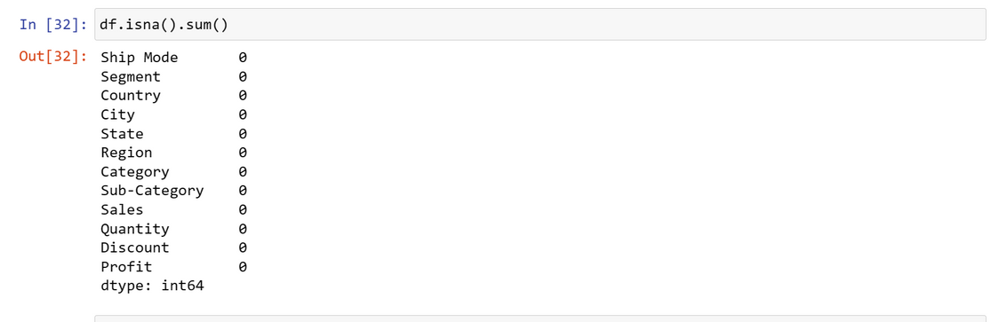 In [32]: df.isna().sum()
Out[32]: Ship Mode 0
Segment 0
Country 0
City 0
State 0
Region 0
Category 0
Sub-Category 0
Sales 0
Quantity 0
Discount 0
Profit 0
dtype: int64